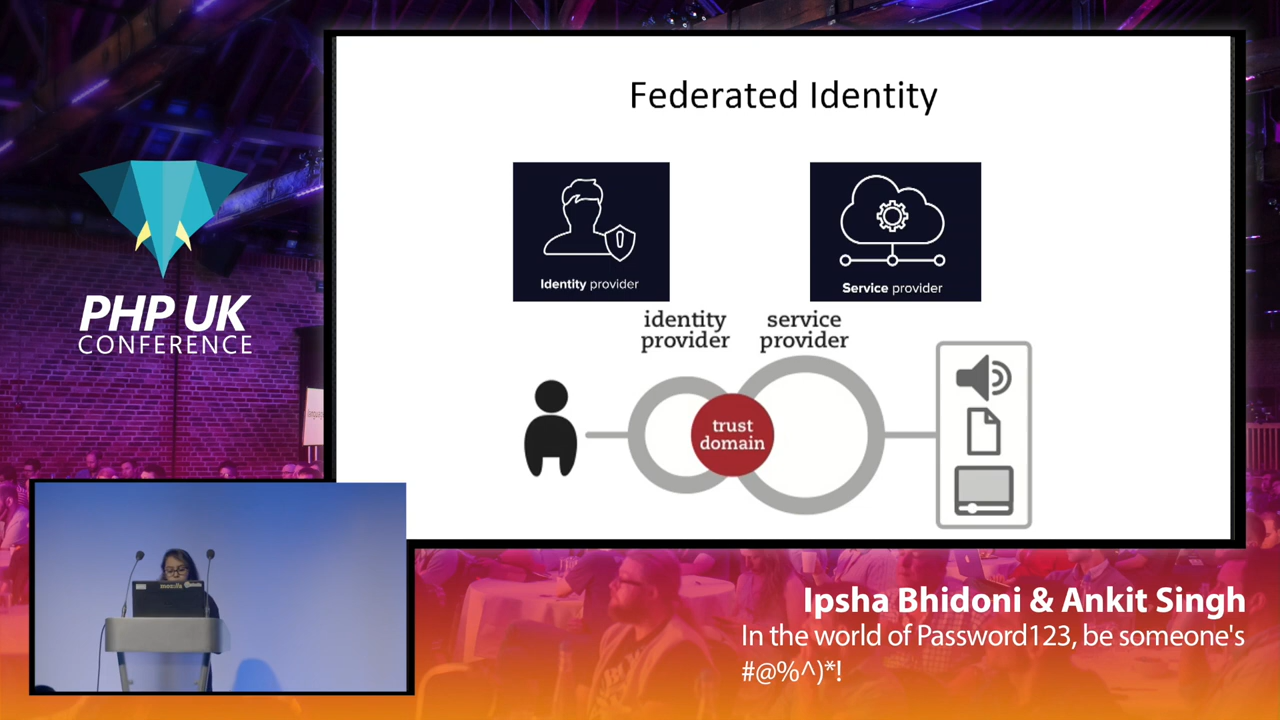 Federated Identity
Identity provider
Service provider
identity
provider
service
provider
trust
domain
PHP UK
CONFERENCE
mozilla
Ipsha Bhidoni & Ankit Singh
In the world of Password123, be someone's
#@%^)*!